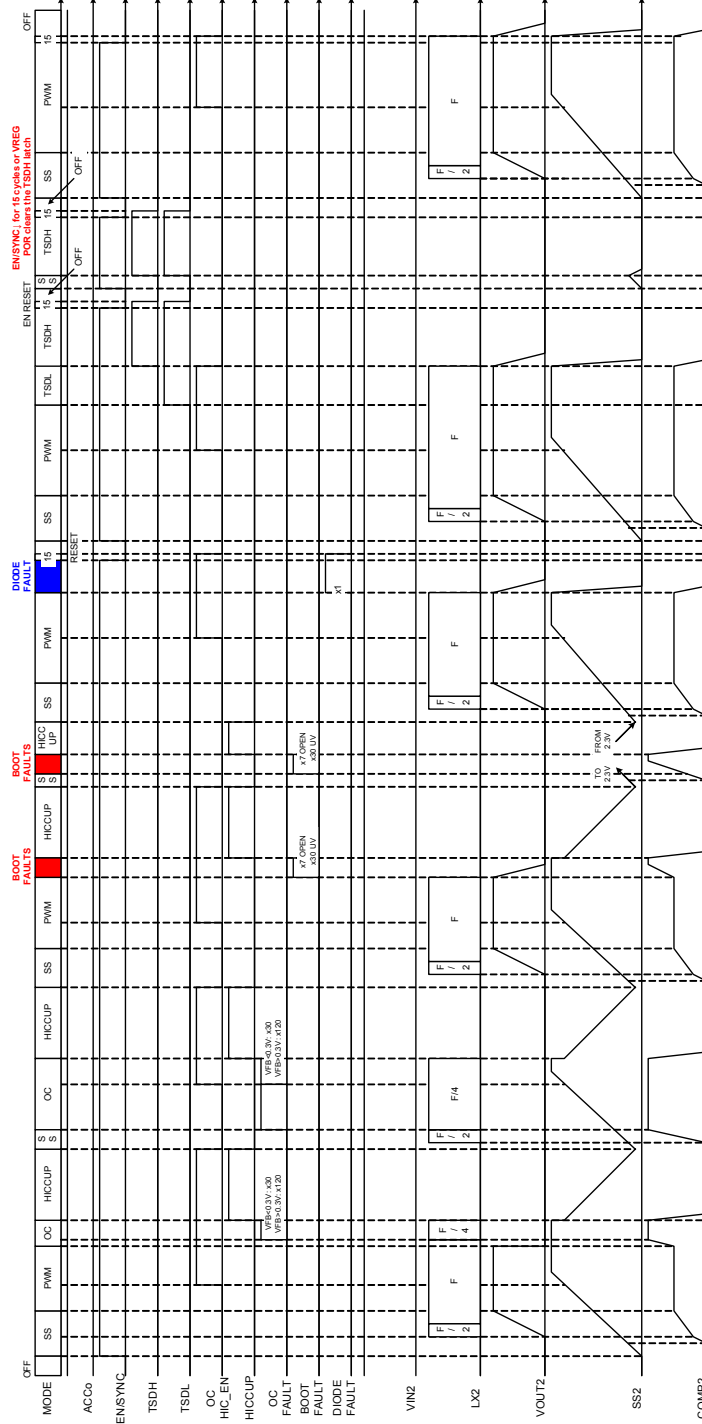 EN/SYNC↓ for 15 cycles or VREG
POR clears the TSDH latch
BOOT
FAULTS
BOOT
FAULTS
DIODE
FAULT
OFF
EN RESET
OFF
MODE
SS
PWM
OC
HICCUP
S
S
OC
HICCUP
SS
PWM
HICCUP
S
S
HICC
UP
SS
PWM
15
SS
PWM
TSDL
TSDH
15
S
S
TSDH
15
SS
PWM
15
RESET
OFF
OFF
ACCo
EN/SYNC
TSDH
TSDL
OC
HIC_EN
HICCUP
OC
FAULT
VFB<0.3V: x30
VFB>0.3V: x120
VFB<0.3V: x30
VFB>0.3V: x120
BOOT
FAULT
x7 OPEN
x30 UV
x7 OPEN
x30 UV
DIODE
FAULT
x1
VIN2
LX2
F
/
2
F
F
/
4
F
/
2
F/4
F
/
2
F
F
/
2
F
F
/
2
F
F
/
2
F
VOUT2
SS2
TO
2.3V
FROM
2.3V